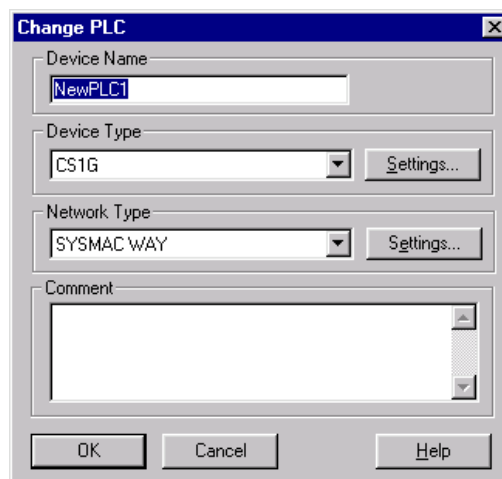 Change PLC
Device Name
NewPLC1
Device Type
CS1G
Settings...
Network Type
SYSMAC WAY
Settings...
Comment
OK
Cancel
Help